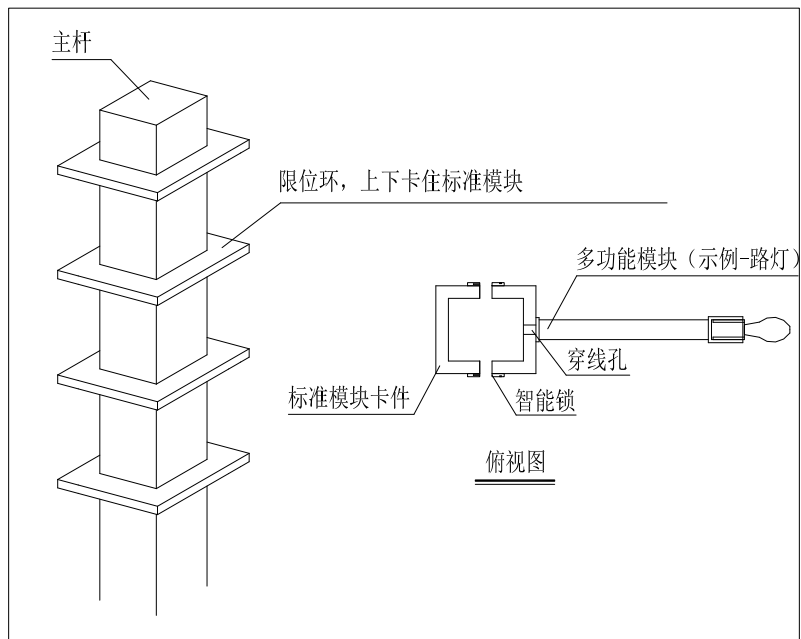 主杆
限位环，上下卡住标准模块
多功能模块（示例-路灯）
穿线孔
标准模块卡件
智能锁
俯视图